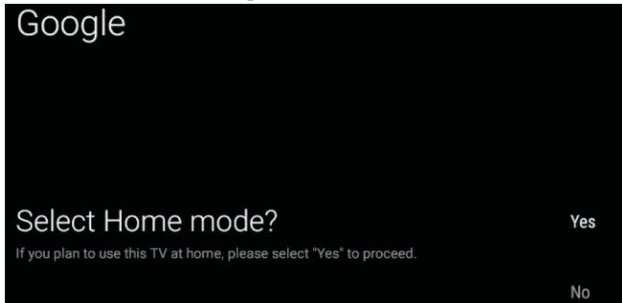 Google
Select Home mode?
Yes
If you plan to use this TV at home, please select "Yes" to proceed.
No